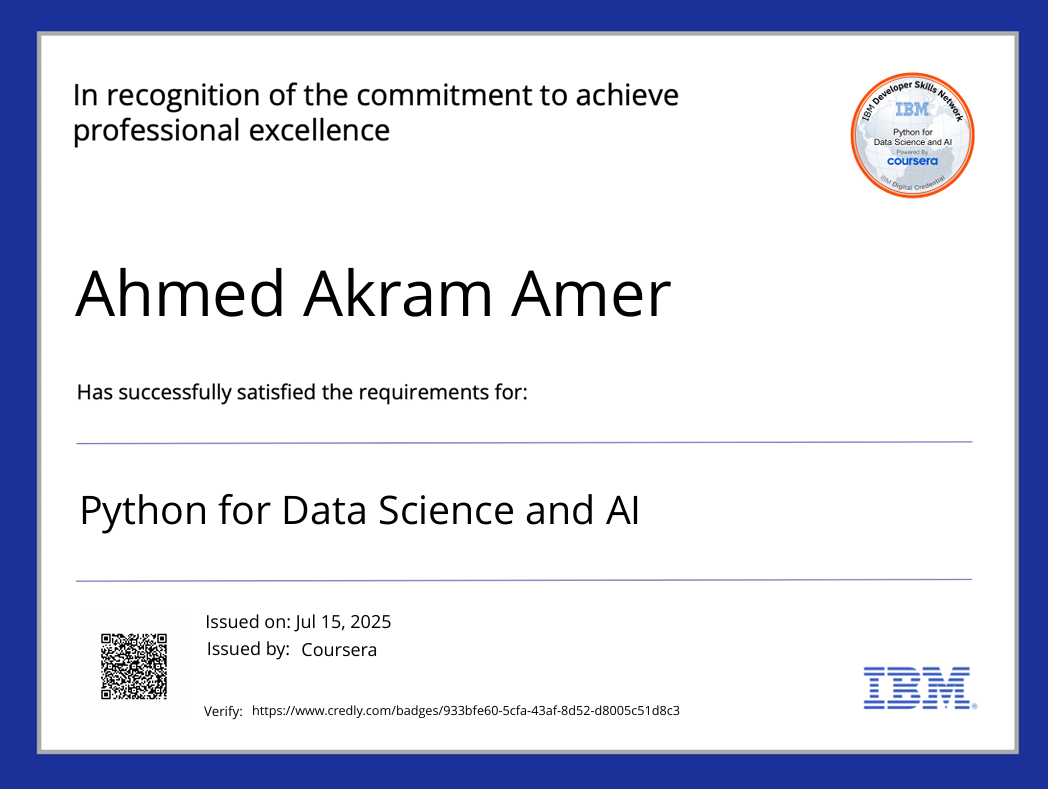 In recognition of the commitment to achieve
professional excellence
IBM Developer Skills Network
IBM
Python for
Data Science and AI
Powered By
coursera
IBM Digital Credential
Ahmed Akram Amer
Has successfully satisfied the requirements for:
Python for Data Science and AI
Issued on: Jul 15, 2025
Issued by: Coursera
Verify: https://www.credly.com/badges/933bfe60-5cfa-43af-8d52-d8005c51d8c3
IBM®